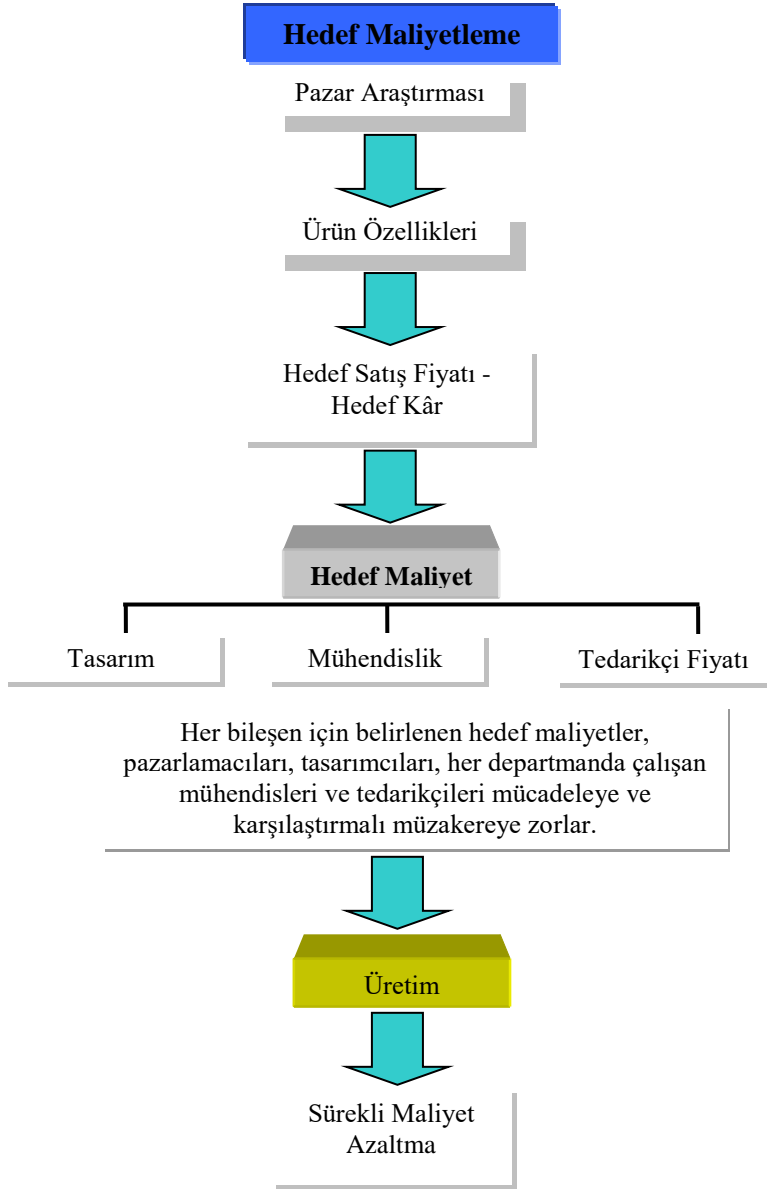 Hedef Maliyetleme
Pazar Araştırması
Ürün Özellikleri
Hedef Satış Fiyatı -
Hedef Kâr
Hedef Maliyet
Tasarım
Mühendislik
Tedarikçi Fiyatı
Her bileşen için belirlenen hedef maliyetler,
pazarlamacıları, tasarımcıları, her departmanda çalışan
mühendisleri ve tedarikçileri mücadeleye ve
karşılaştırmalı müzakereye zorlar.
Üretim
Sürekli Maliyet
Azaltma